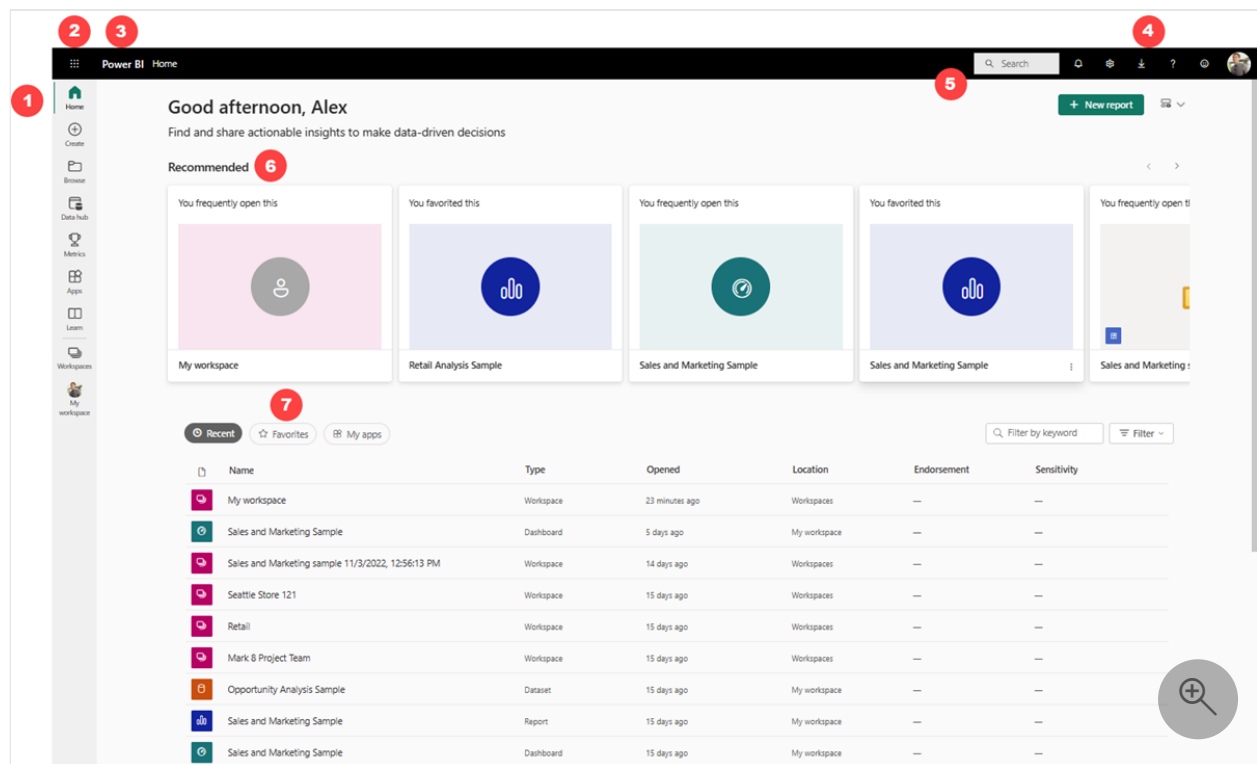 2 3 4
Power BI Home Search ?
1 5
Home
Good afternoon, Alex
+ New report
Find and share actionable insights to make data-driven decisions
Create
Recommended 6
Browse
Data hub
Metrics
Apps
Learn
Workspaces
My
workspace
You frequently open this You favorited this You frequently open this You favorited this You frequently open t
My workspace Retail Analysis Sample Sales and Marketing Sample Sales and Marketing Sample Sales and Marketing s
7
Recent Favorites My apps Filter by keyword Filter
Name Type Opened Location Endorsement Sensitivity
My workspace Workspace 23 minutes ago Workspaces — —
Sales and Marketing Sample Dashboard 5 days ago My workspace — —
Sales and Marketing sample 11/3/2022, 12:56:13 PM Workspace 14 days ago Workspaces — —
Seattle Store 121 Workspace 15 days ago Workspaces — —
Retail Workspace 15 days ago Workspaces — —
Mark 8 Project Team Workspace 15 days ago Workspaces — —
Opportunity Analysis Sample Dataset 15 days ago My workspace — —
Sales and Marketing Sample Report 15 days ago My workspace — —
Sales and Marketing Sample Dashboard 15 days ago My workspace — —